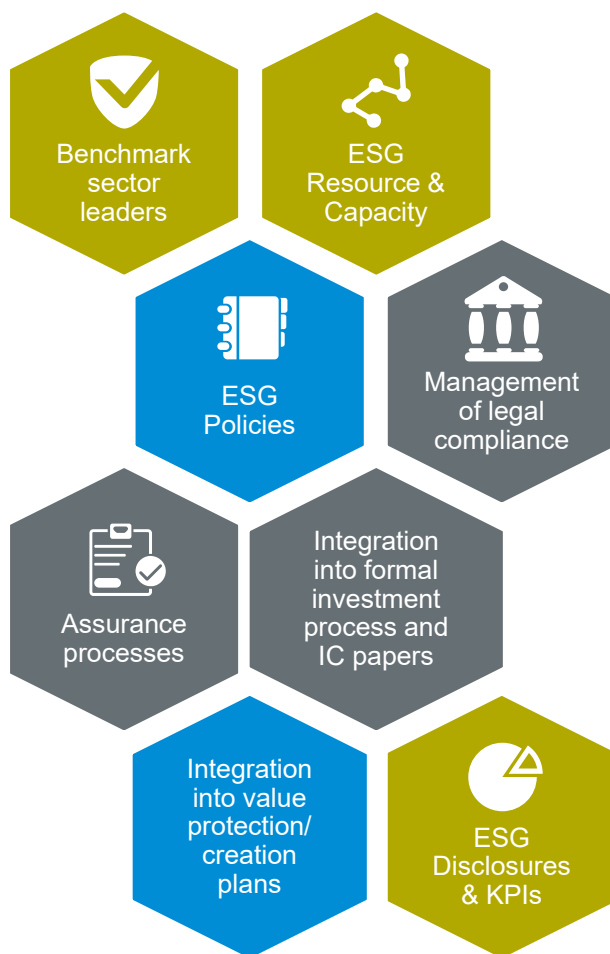 Benchmark
sector
leaders
ESG
Resource &
Capacity
ESG
Policies
Management
of legal
compliance
Assurance
processes
Integration
into formal
investment
process and
IC papers
Integration
into value
protection/
creation
plans
ESG
Disclosures
& KPIs